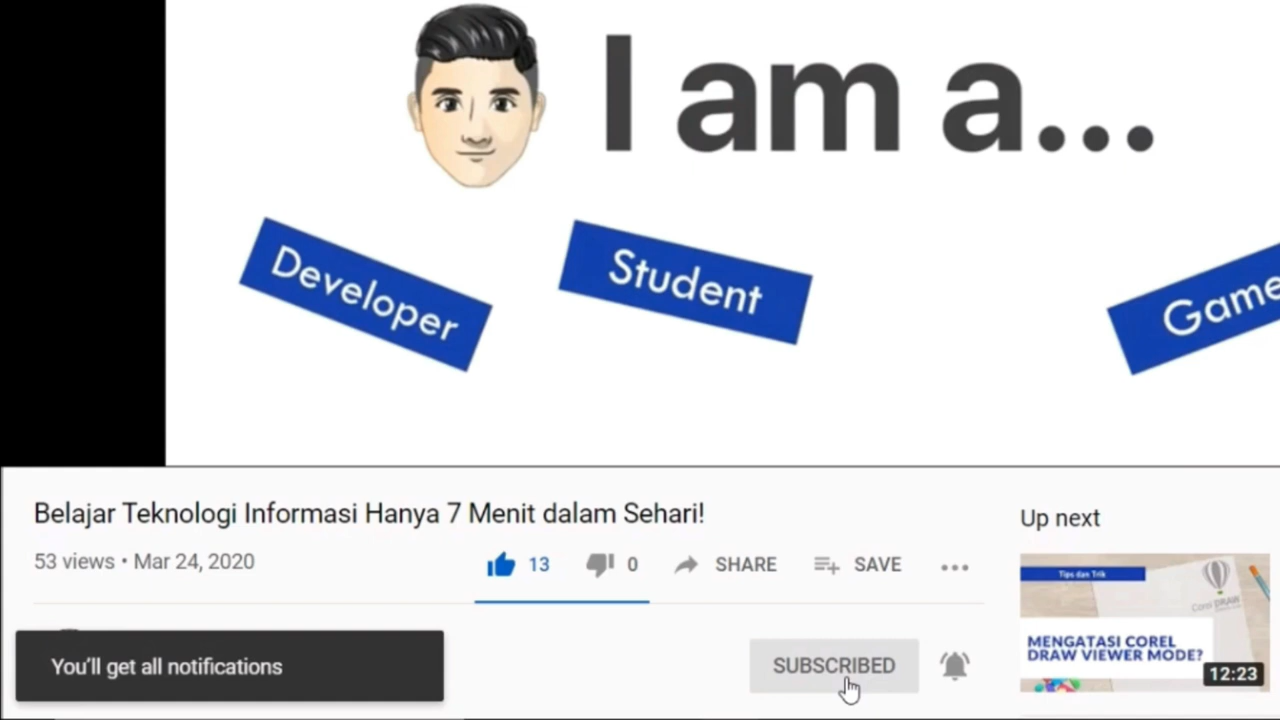 I am a...
Developer
Student
Game
Belajar Teknologi Informasi Hanya 7 Menit dalam Sehari!
53 views • Mar 24, 2020
13
0
SHARE
SAVE
Up next
Tips dan Trik
Corel DRAW
MENGATASI COREL
DRAW VIEWER MODE?
12:23
You'll get all notifications
SUBSCRIBED